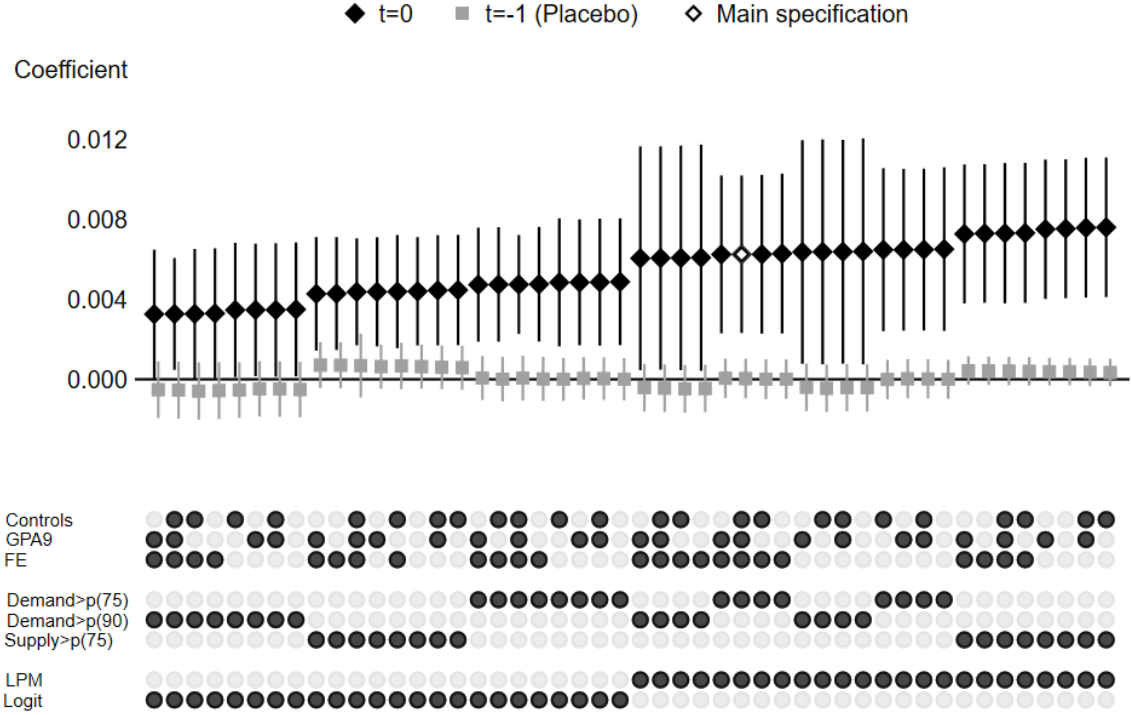 t=0 t=-1 (Placebo) Main specification
Coefficient
0.012
0.008
0.004
0.000
Controls
GPA9
FE
Demand>p(75)
Demand>p(90)
Supply>p(75)
LPM
Logit